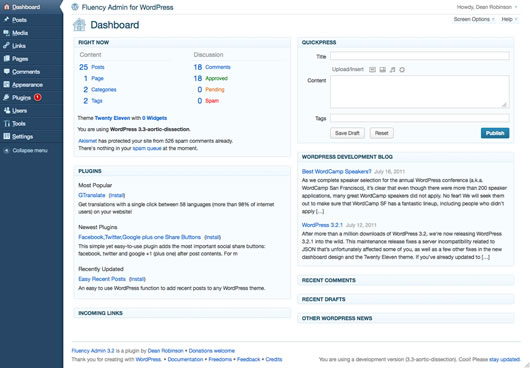 Dashboard
Posts
Media
Links
Pages
Comments
Appearance
Plugins 1
Users
Tools
Settings
Collapse menu
Fluency Admin for WordPress
Howdy, Dean Robinson
Screen Options
Help
Dashboard
RIGHT NOW
Content
Discussion
25 Posts
18 Comments
1 Page
18 Approved
2 Categories
0 Pending
2 Tags
0 Spam
Theme Twenty Eleven with 0 Widgets
You are using WordPress 3.3-aortic-dissection.
Akismet has protected your site from 526 spam comments already.
There's nothing in your spam queue at the moment.
PLUGINS
Most Popular
GTranslate (Install)
Get translations with a single click between 58 languages (more than 98% of internet
users) on your website!
Newest Plugins
Facebook,Twitter,Google plus one Share Buttons (Install)
This simple yet easy-to-use plugin adds the most important social share buttons:
facebook, twitter and google +1 (plus one) after post contents. For m
Recently Updated
Easy Recent Posts (Install)
An easy to use WordPress function to add recent posts to any WordPress theme.
INCOMING LINKS
QUICKPRESS
Title
Upload/Insert
Content
Tags
Save Draft
Reset
Publish
WORDPRESS DEVELOPMENT BLOG
Best WordCamp Speakers? July 18, 2011
As we complete speaker selection for the annual WordPress conference (a.k.a.
WordCamp San Francisco), it's clear that even though there were more than 200 speaker
applications, many great WordCamp speakers did not apply. No fear! We will seek them
out to make sure that WordCamp SF has a fantastic lineup, including people who didn't
apply [...]
WordPress 3.2.1 July 12, 2011
After more than a million downloads of WordPress 3.2, we're now releasing WordPress
3.2.1 into the wild. This maintenance release fixes a server incompatibility related to
JSON that's unfortunately affected some of you, as well as a few other fixes in the new
dashboard design and the Twenty Eleven theme. If you've already updated to [...]
RECENT COMMENTS
RECENT DRAFTS
OTHER WORDPRESS NEWS
Fluency Admin 3.2 is a plugin by Dean Robinson • Donations welcome
Thank you for creating with WordPress. • Documentation • Freedoms • Feedback • Credits
You are using a development version (3.3-aortic-dissection). Cool! Please stay updated.